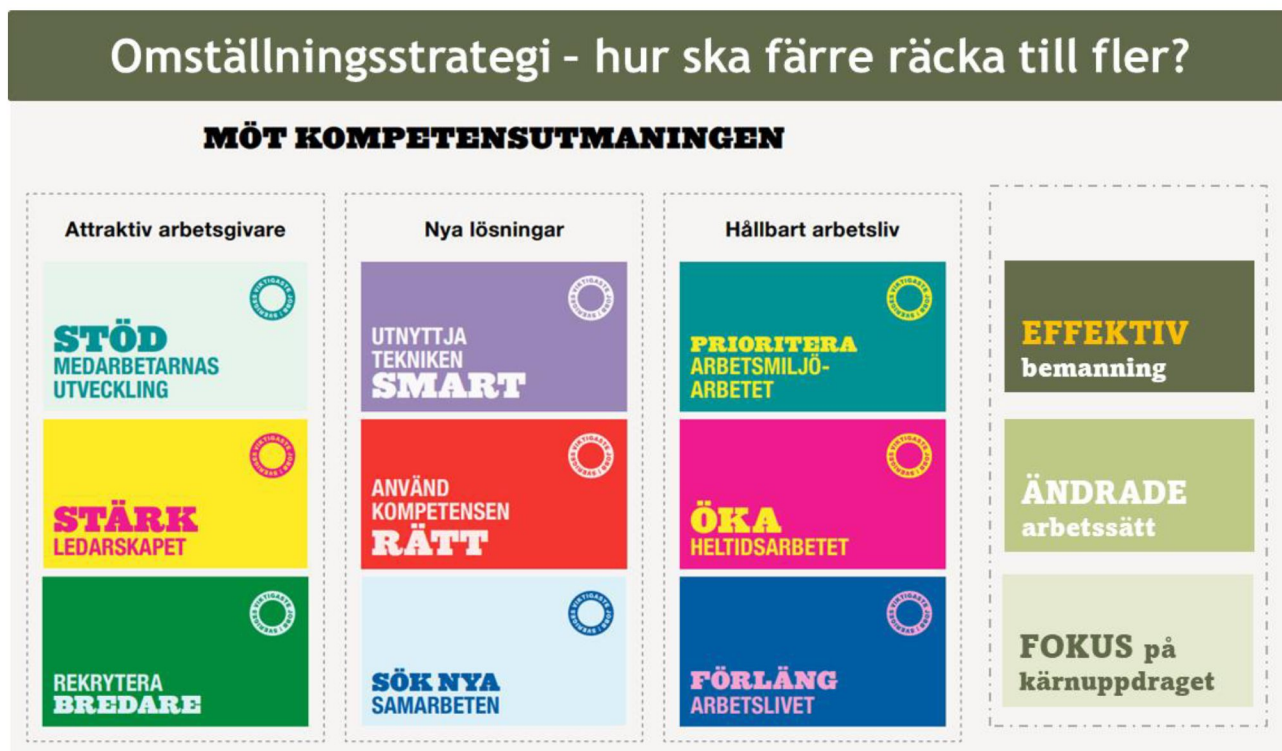 Omställningsstrategi – hur ska färre räcka till fler?
MÖT KOMPETENSUTMANINGEN
Attraktiv arbetsgivare
STÖD
MEDARBETARNAS
UTVECKLING
STÄRK
LEDARSKAPET
REKRYTERA
BREDARE
Nya lösningar
UTNYTTJA
TEKNIKEN
SMART
ANVÄND
KOMPETENSEN
RÄTT
SÖK NYA
SAMARBETEN
Hållbart arbetsliv
PRIORITERA
ARBETSMILJÖ-
ARBETET
ÖKA
HELTIDSARBETET
FÖRLÄNG
ARBETSLIVET
EFFEKTIV
bemanning
ÄNDRADE
arbetssätt
FOKUS på
kärnuppdraget